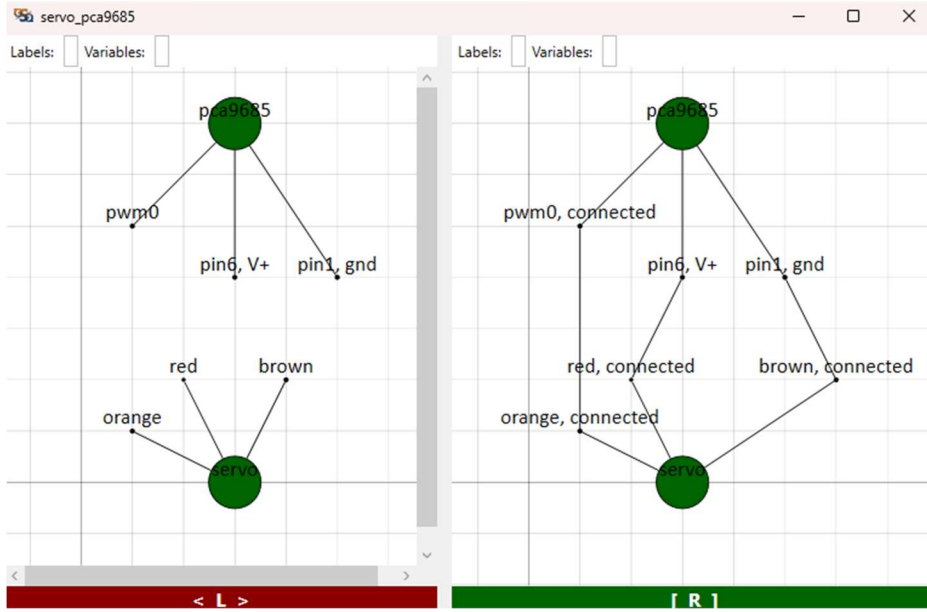 servo_pca9685
Labels: Variables:
pca9685
pwm0
pin6, V+ pin1, gnd
red brown
orange
servo
< L >
Labels: Variables:
pca9685
pwm0, connected
pin6, V+ pin1, gnd
red, connected brown, connected
orange, connected
servo
[ R ]